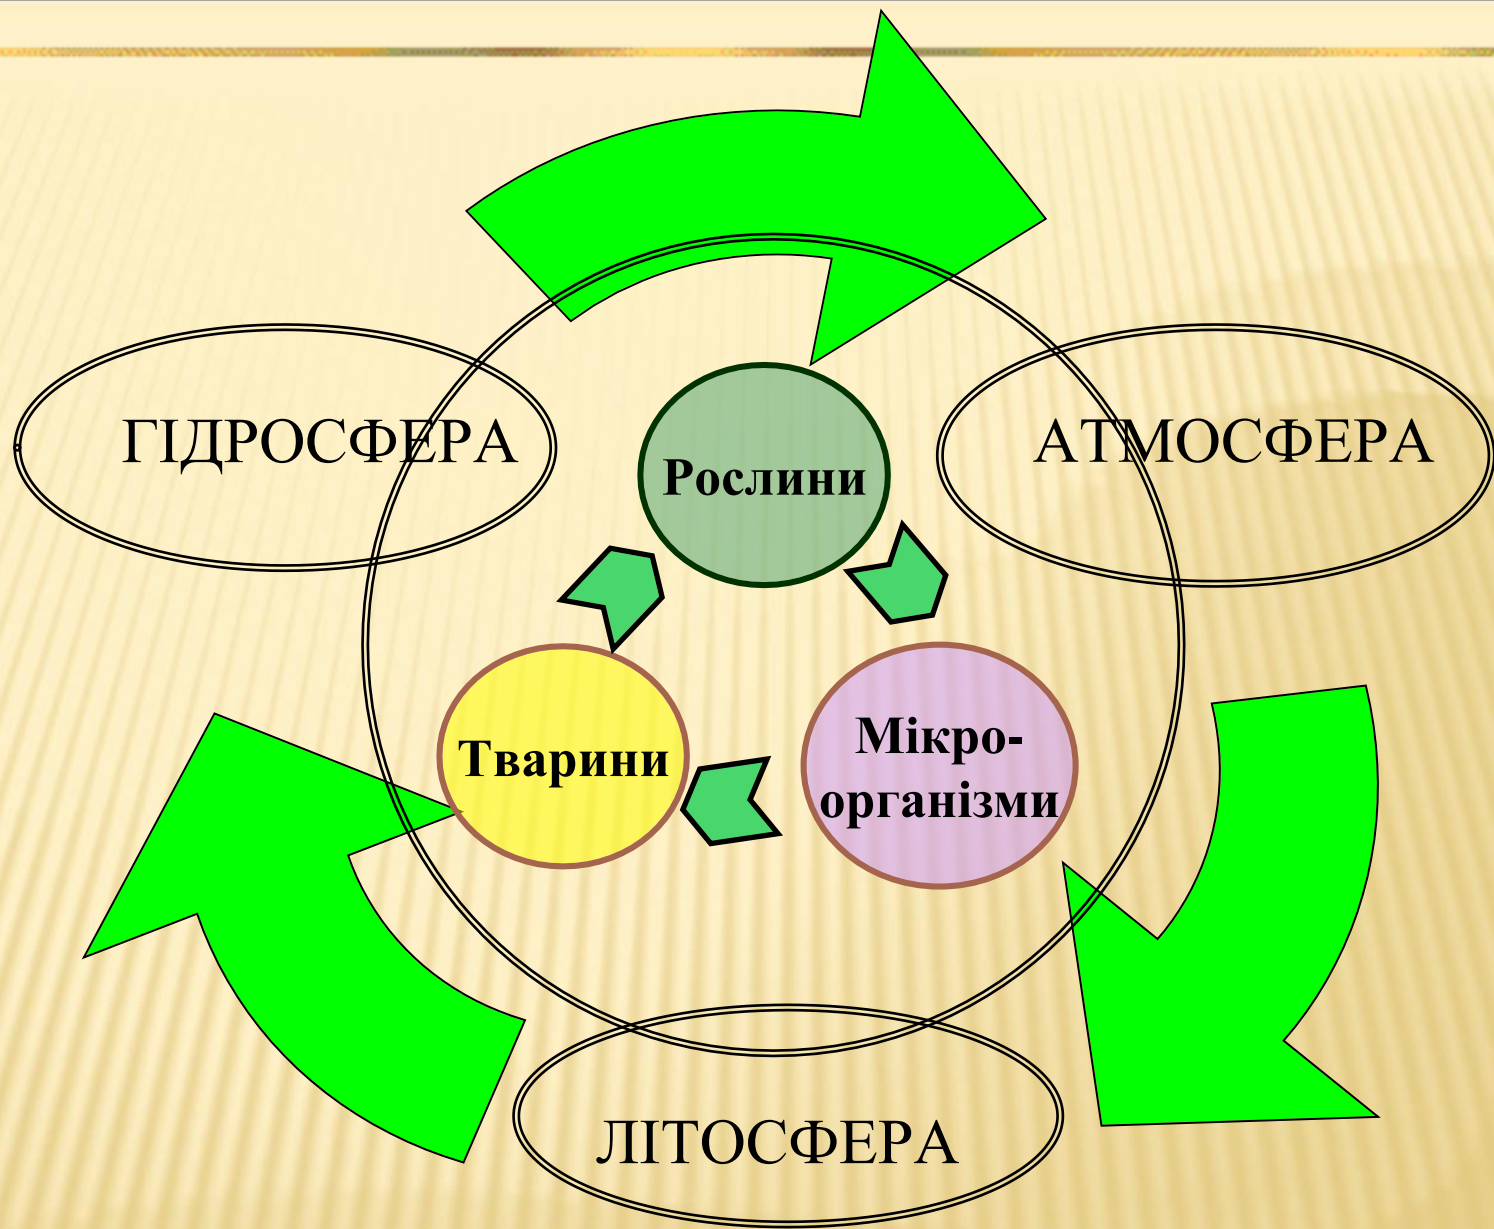 ГІДРОСФЕРА
АТМОСФЕРА
Рослини
Тварини
Мікро-
організми
ЛІТОСФЕРА